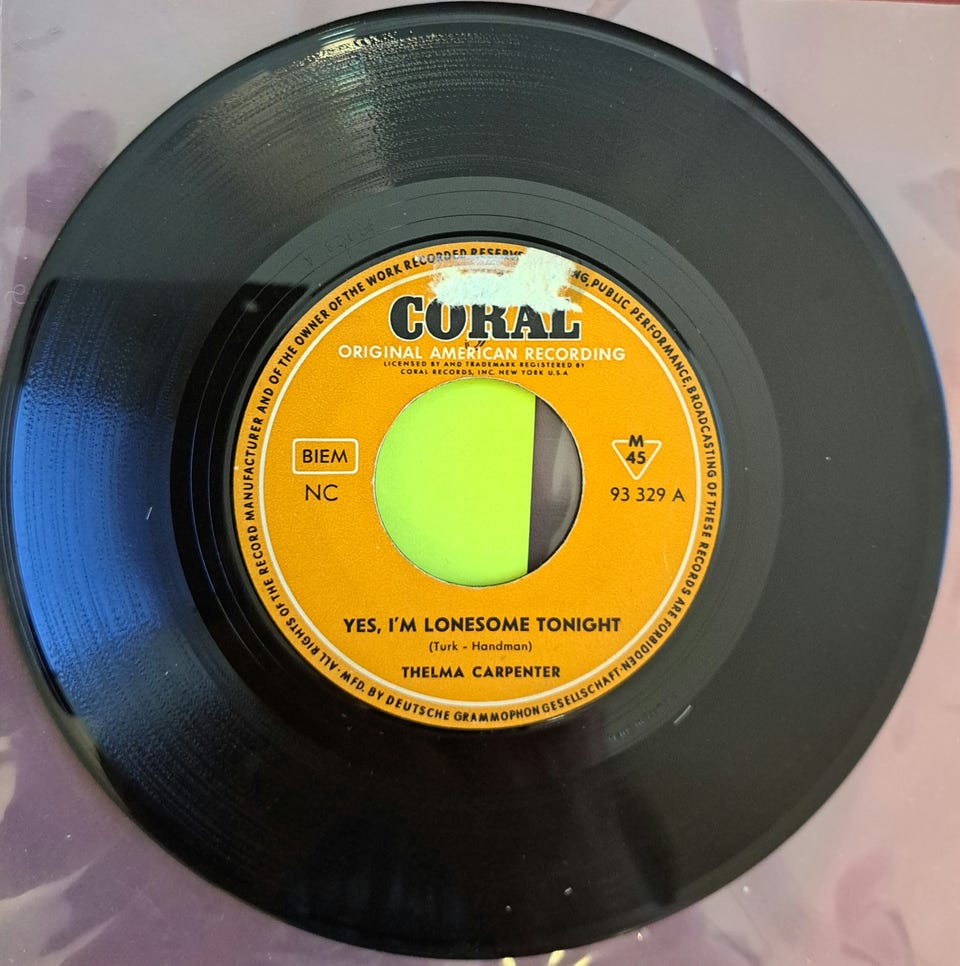 CORAL
ORIGINAL AMERICAN RECORDING
LICENSED BY AND TRADEMARK REGISTERED BY
CORAL RECORDS, INC. NEW YORK U.S.A
BIEM
NC
M
45
93 329 A
YES, I'M LONESOME TONIGHT
(Turk - Handman)
THELMA CARPENTER
ALL RIGHTS OF THE RECORD MANUFACTURER AND OF THE OWNER OF THE WORK RECORDED PUBLIC PERFORMANCE, BROADCASTING OF THESE RECORDS ARE FORBIDDEN · MFD. BY DEUTSCHE GRAMMOPHON GESELLSCHAFT ·